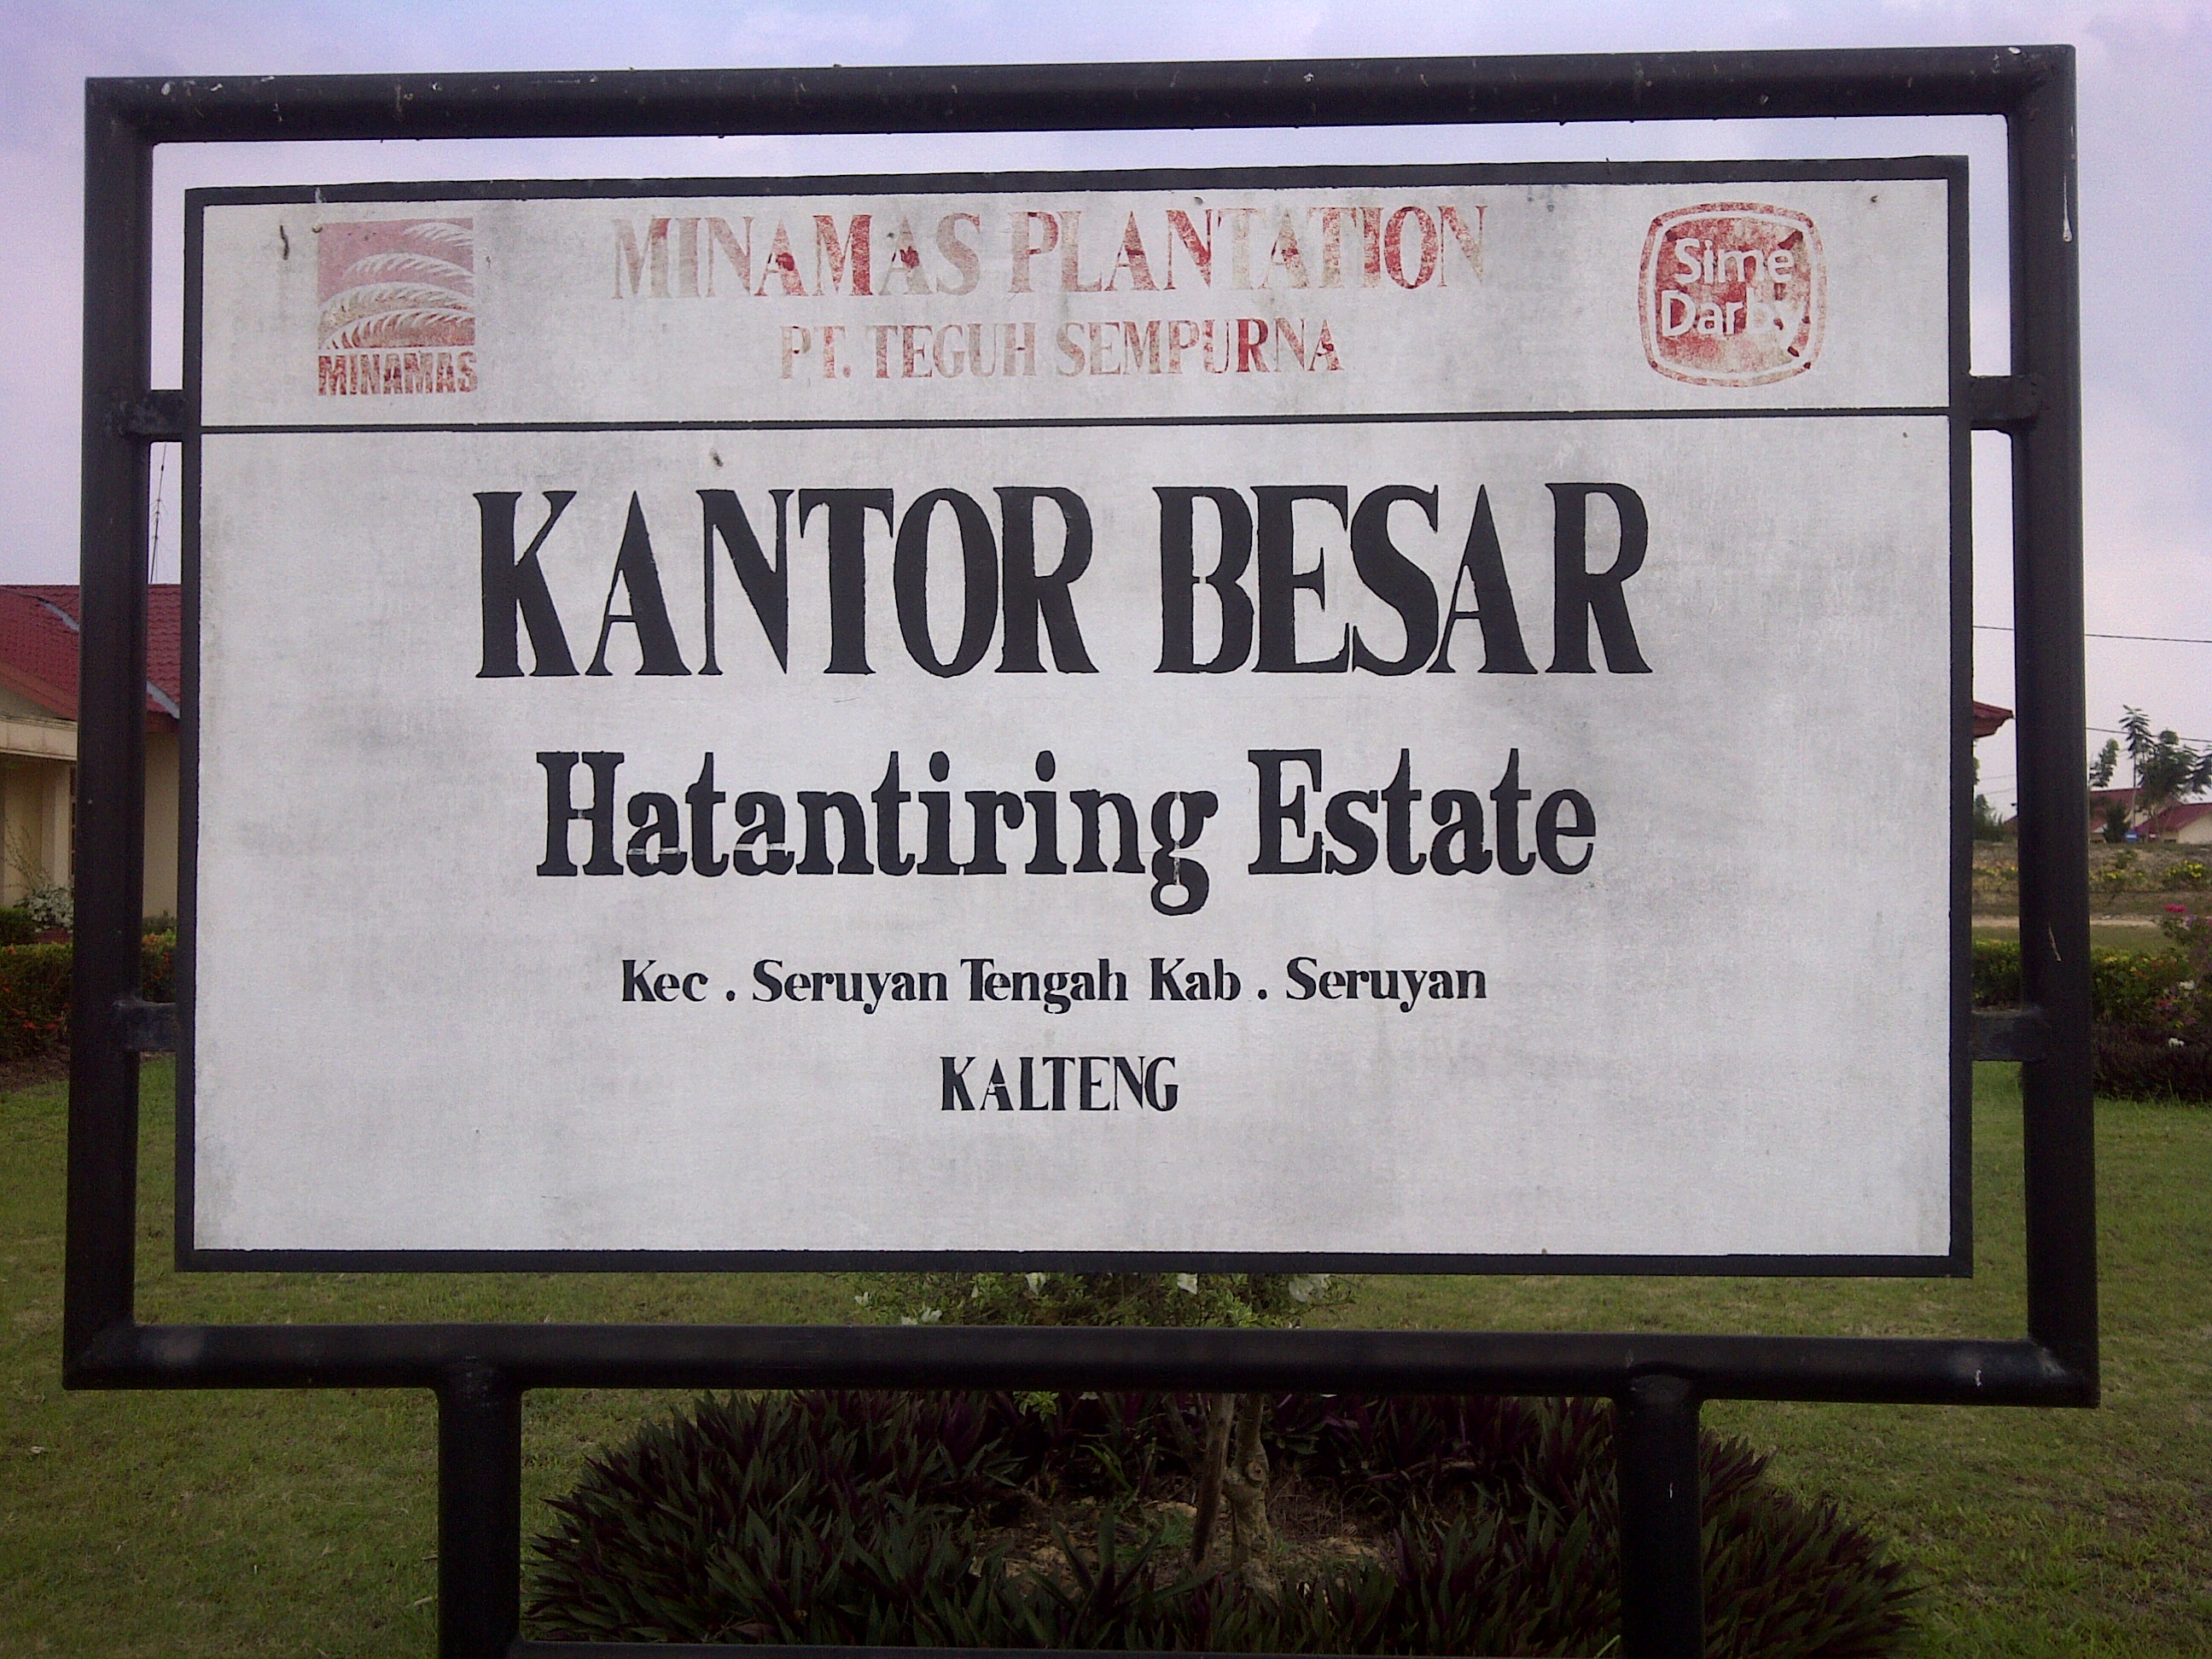 MINAMAS PLANTATION
PT. TEGUH SEMPURNA
MINAMAS
Sime
Darby
KANTOR BESAR
Hatantiring Estate
Kec . Seruyan Tengah Kab . Seruyan
KALTENG